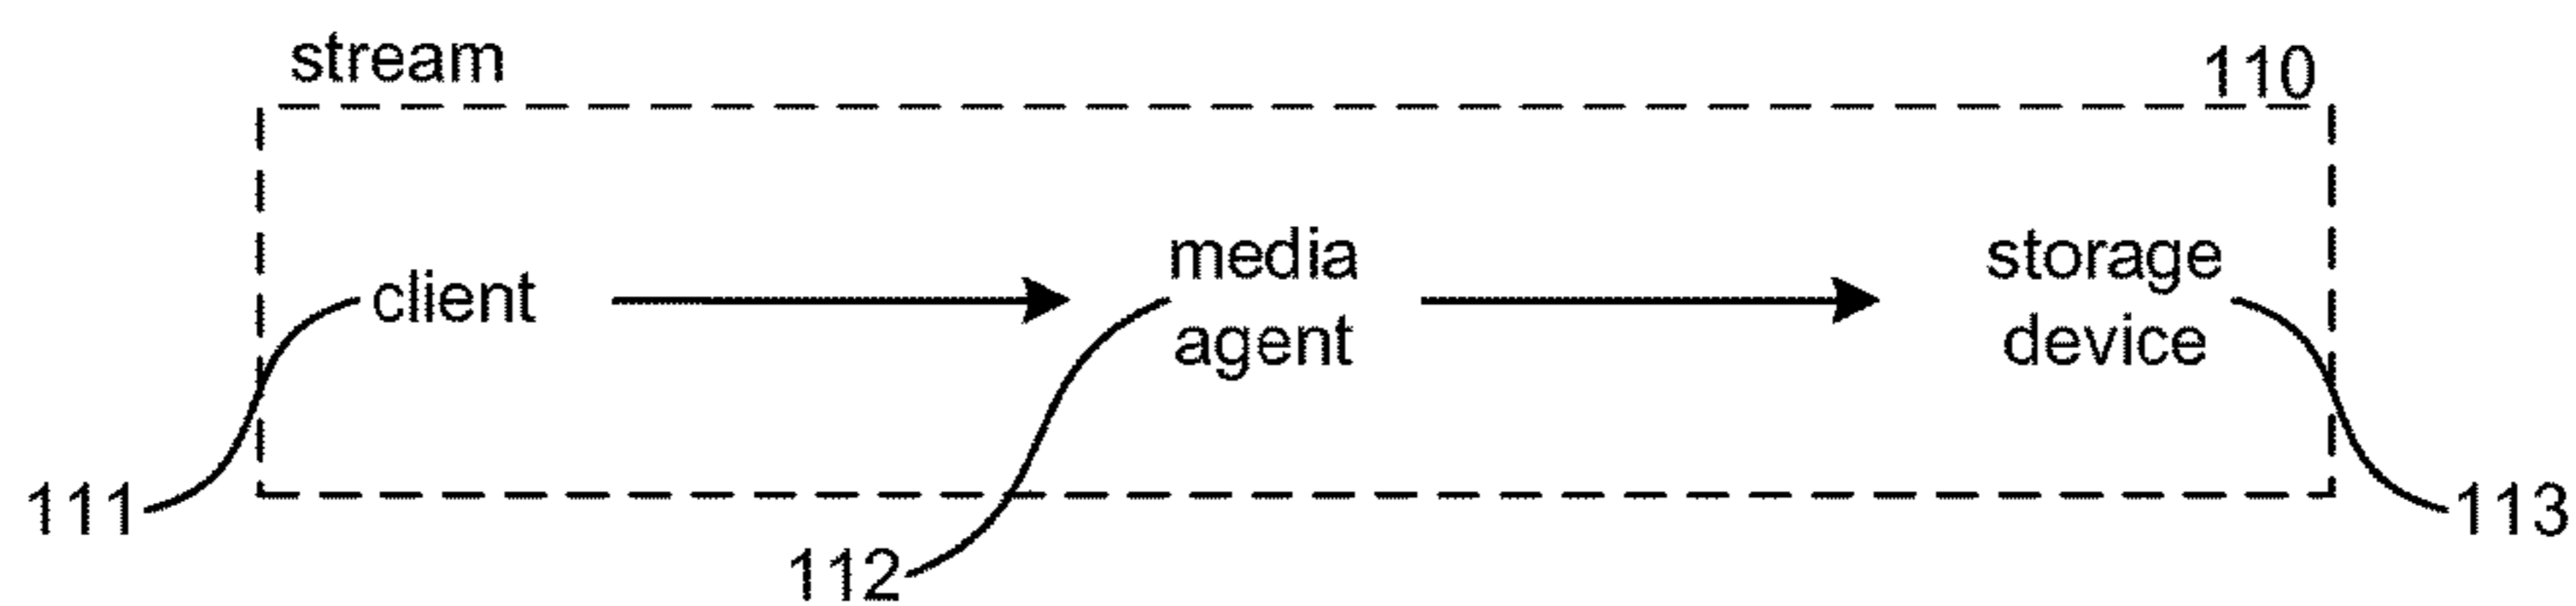 stream
110
client
media
agent
storage
device
111
112
113